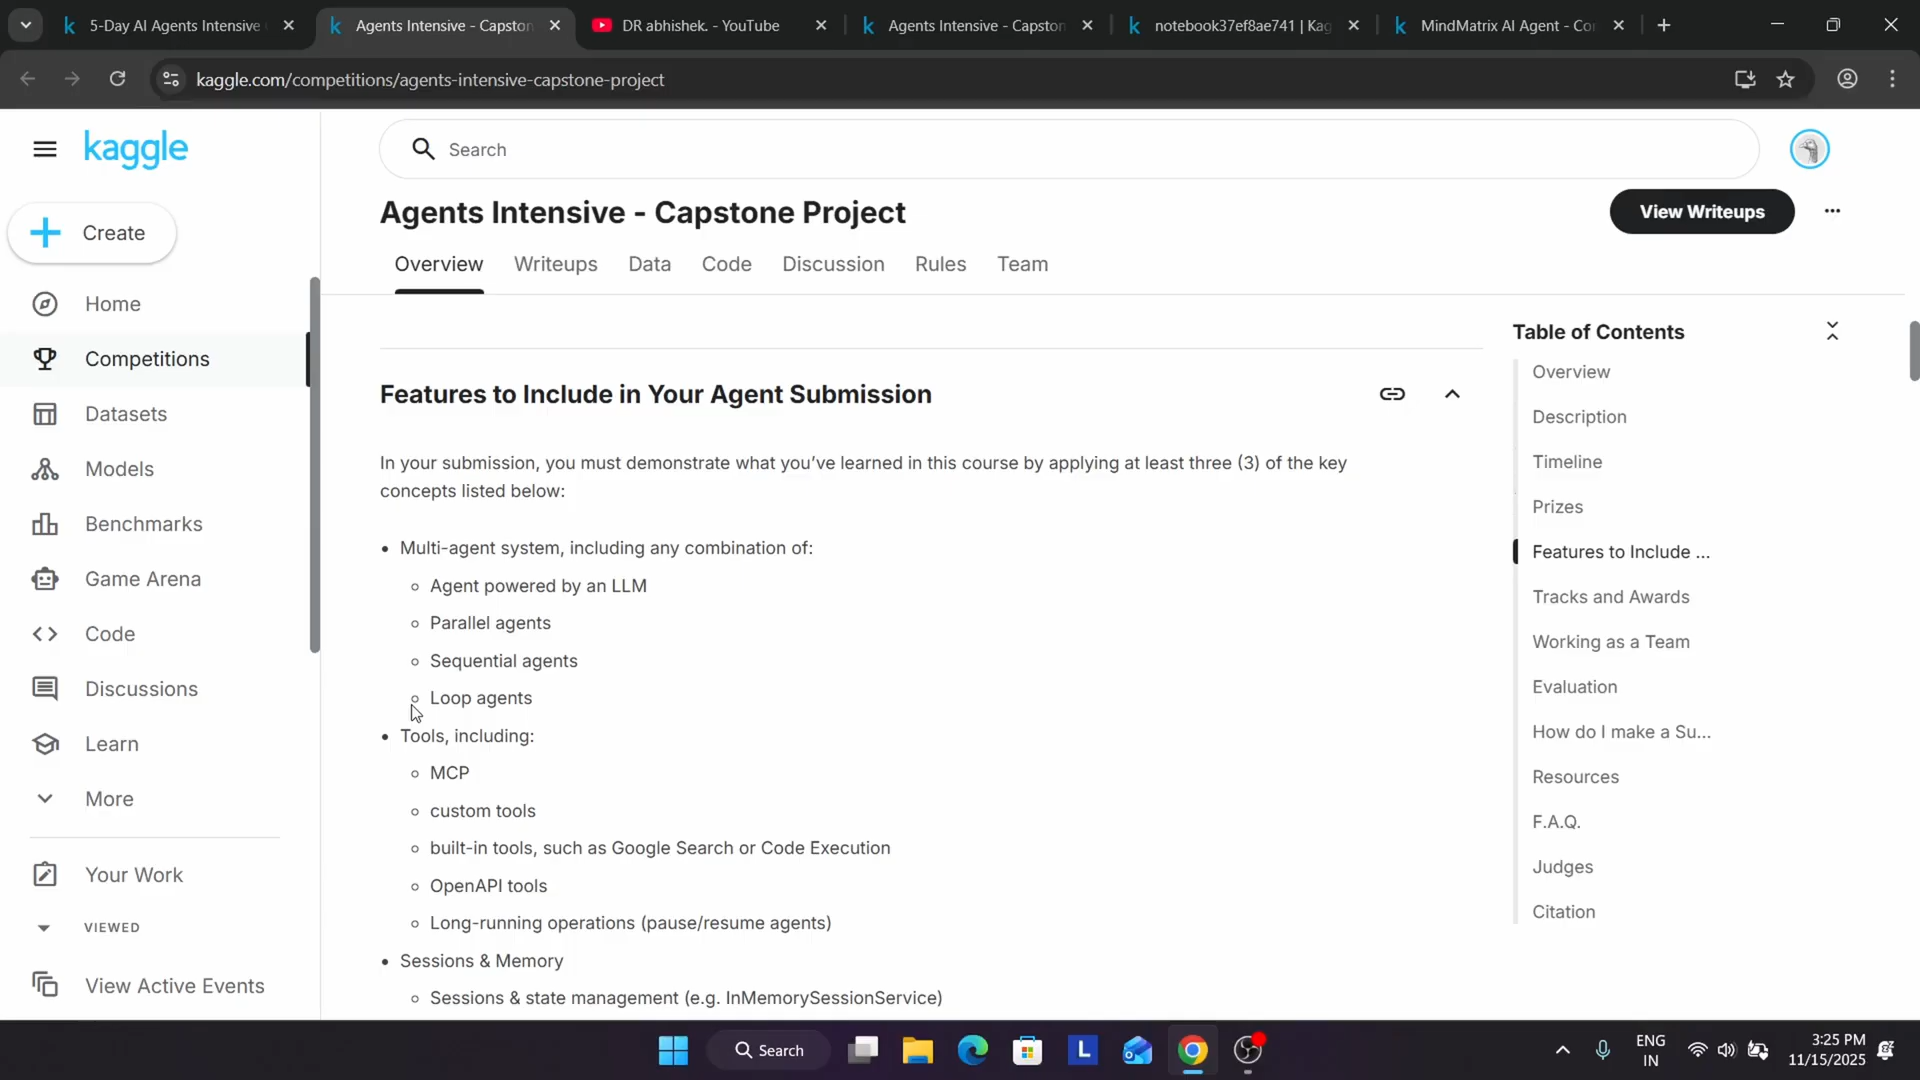 5-Day AI Agents Intensive
Agents Intensive - Capston
DR abhishek. - YouTube
Agents Intensive - Capston
notebook37ef8ae741 | Kag
MindMatrix AI Agent - Co
kaggle.com/competitions/agents-intensive-capstone-project
kaggle
Search
Create
Home
Competitions
Datasets
Models
Benchmarks
Game Arena
Code
Discussions
Learn
More
Your Work
VIEWED
View Active Events
Agents Intensive - Capstone Project
View Writeups
Overview
Writeups
Data
Code
Discussion
Rules
Team
Features to Include in Your Agent Submission
In your submission, you must demonstrate what you’ve learned in this course by applying at least three (3) of the key
concepts listed below:
• Multi-agent system, including any combination of:
◦ Agent powered by an LLM
◦ Parallel agents
◦ Sequential agents
◦ Loop agents
• Tools, including:
◦ MCP
◦ custom tools
◦ built-in tools, such as Google Search or Code Execution
◦ OpenAPI tools
◦ Long-running operations (pause/resume agents)
• Sessions & Memory
◦ Sessions & state management (e.g. InMemorySessionService)
Table of Contents
Overview
Description
Timeline
Prizes
Features to Include ...
Tracks and Awards
Working as a Team
Evaluation
How do I make a Su...
Resources
F.A.Q.
Judges
Citation
Search
L
ENG
IN
3:25 PM
11/15/2025